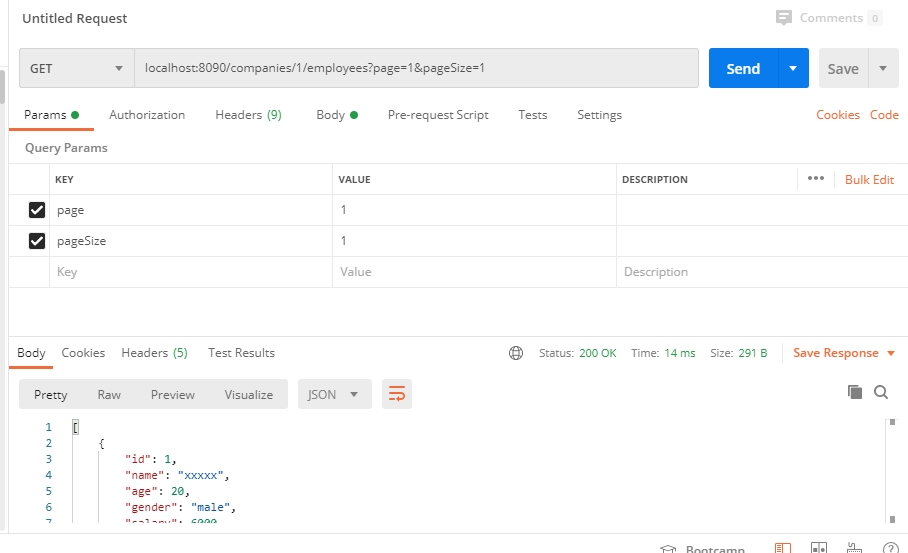 Untitled Request
Comments 0
GET localhost:8090/companies/1/employees?page=1&pageSize=1 Send Save
Params Authorization Headers (9) Body Pre-request Script Tests Settings Cookies Code
Query Params
KEY VALUE DESCRIPTION ••• Bulk Edit
page 1
pageSize 1
Key Value Description
Body Cookies Headers (5) Test Results Status: 200 OK Time: 14 ms Size: 291 B Save Response
Pretty Raw Preview Visualize JSON
1 [
2 {
3 "id": 1,
4 "name": "xxxxx",
5 "age": 20,
6 "gender": "male",
7 "salary": 6000
Bootcamp